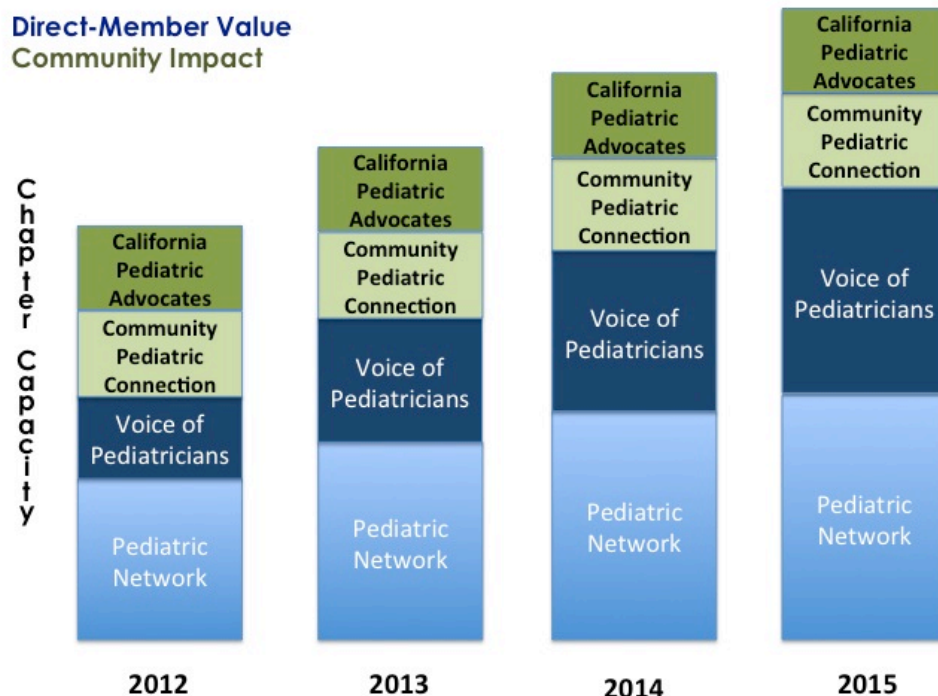 Direct-Member Value
Community Impact
Chapter Capacity
California
Pediatric
Advocates
Community
Pediatric
Connection
Voice of
Pediatricians
Pediatric
Network
2012
California
Pediatric
Advocates
Community
Pediatric
Connection
Voice of
Pediatricians
Pediatric
Network
2013
California
Pediatric
Advocates
Community
Pediatric
Connection
Voice of
Pediatricians
Pediatric
Network
2014
California
Pediatric
Advocates
Community
Pediatric
Connection
Voice of
Pediatricians
Pediatric
Network
2015